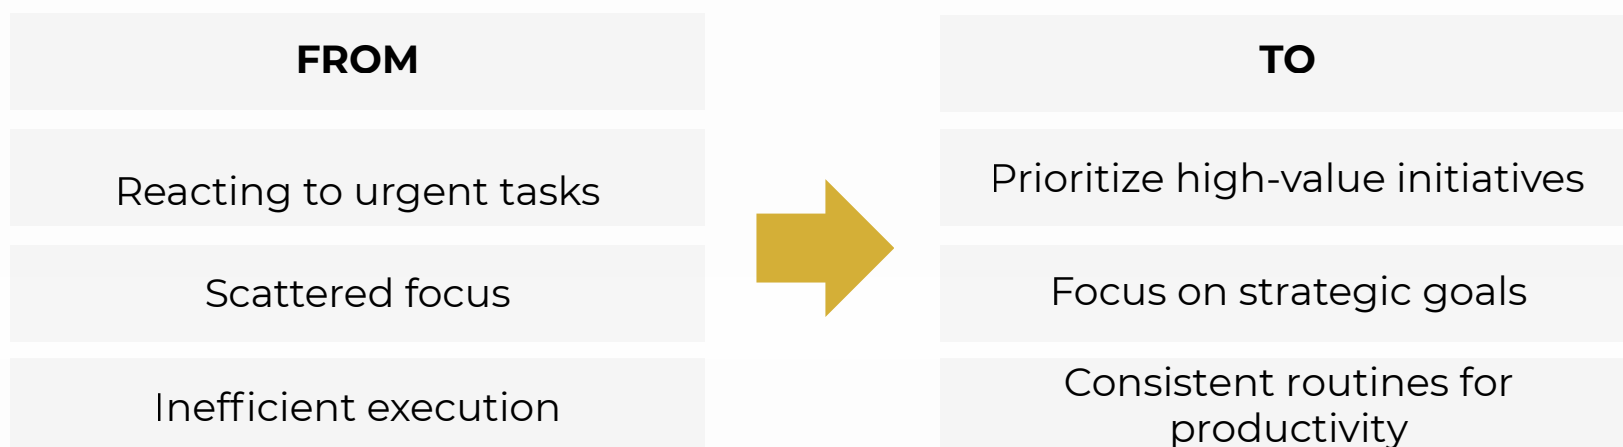 FROM
TO
Reacting to urgent tasks
Prioritize high-value initiatives
Scattered focus
Focus on strategic goals
Inefficient execution
Consistent routines for
productivity